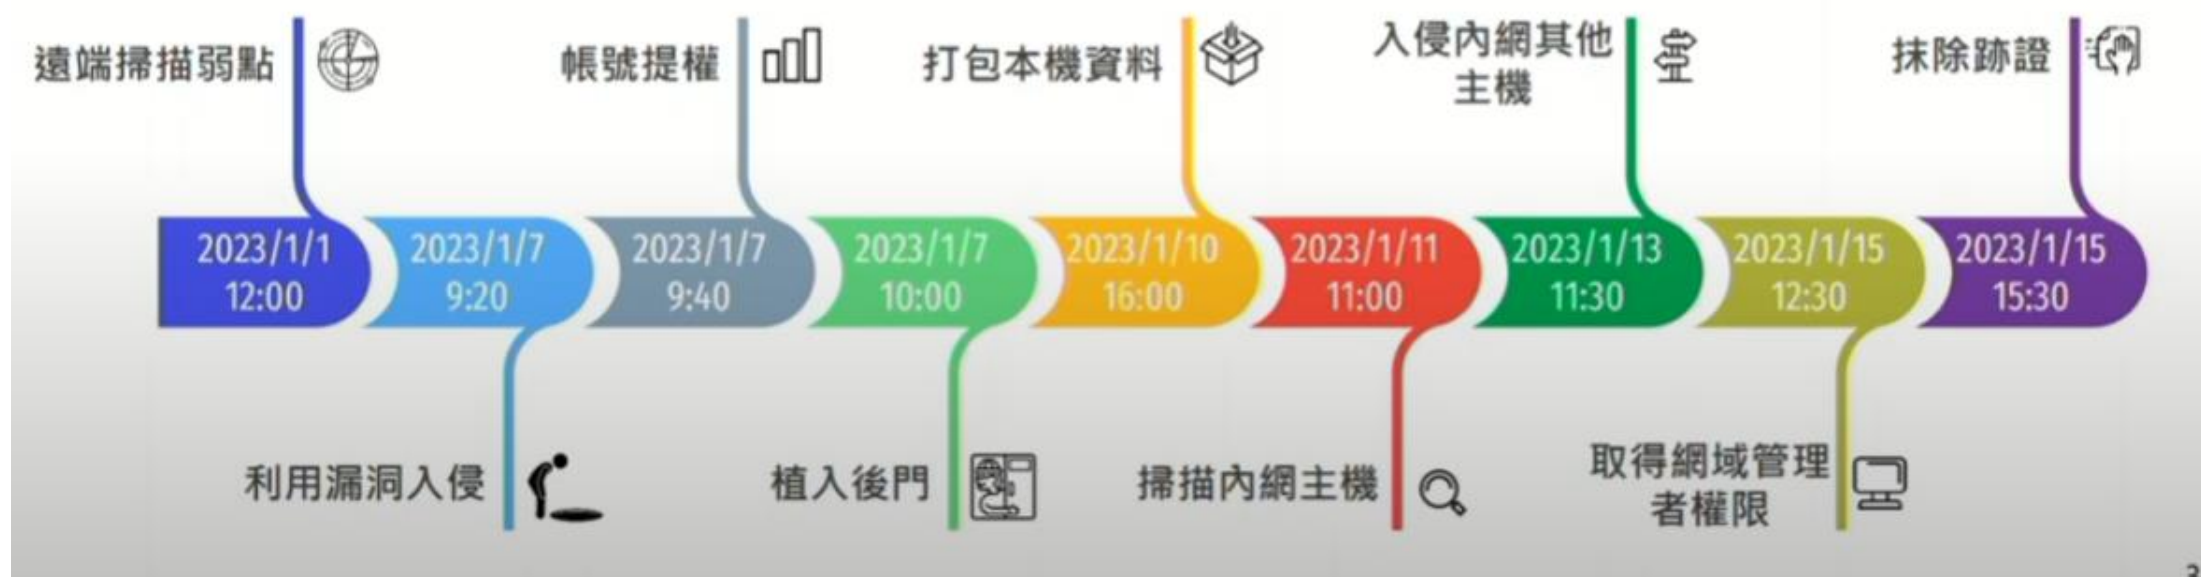 遠端掃描弱點
帳號提權
打包本機資料
入侵內網其他
主機
抹除跡證
2023/1/1
12:00
2023/1/7
9:20
2023/1/7
9:40
2023/1/7
10:00
2023/1/10
16:00
2023/1/11
11:00
2023/1/13
11:30
2023/1/15
12:30
2023/1/15
15:30
利用漏洞入侵
植入後門
掃描內網主機
取得網域管理
者權限